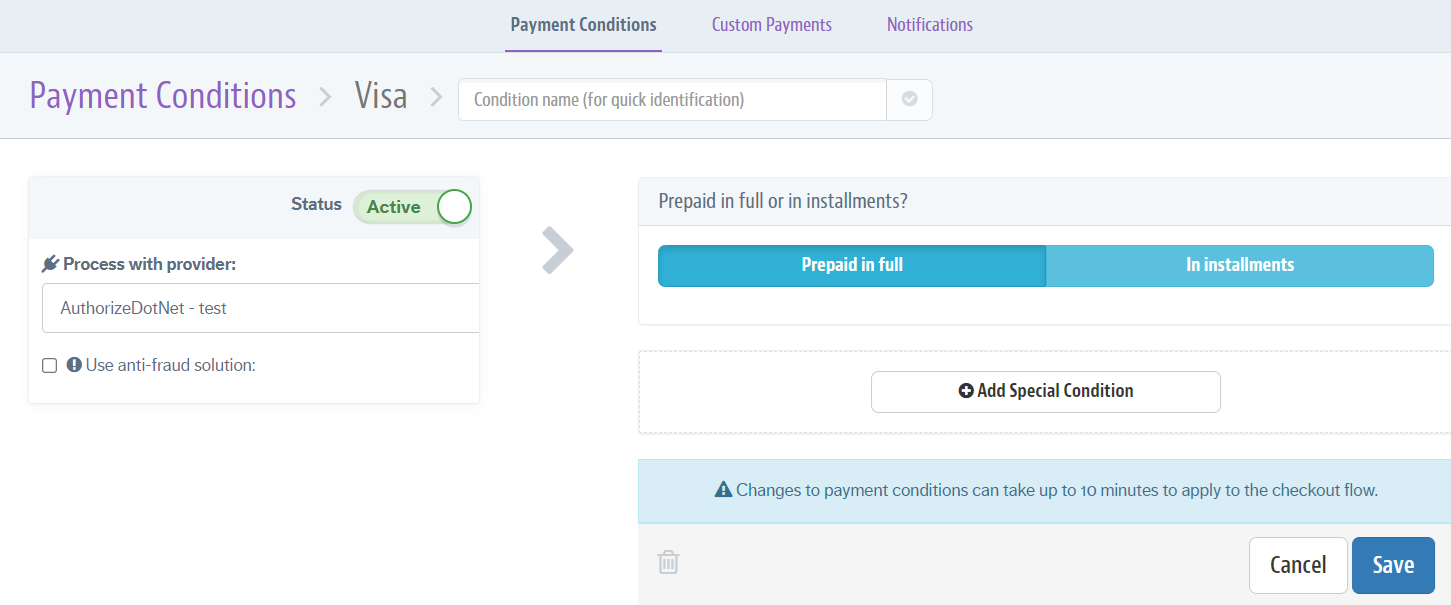 Payment Conditions Custom Payments Notifications
Payment Conditions Visa Condition name (for quick identification)
Status Active
Process with provider:
AuthorizeDotNet - test
Use anti-fraud solution:
Prepaid in full or in installments?
Prepaid in full In installments
Add Special Condition
Changes to payment conditions can take up to 10 minutes to apply to the checkout flow.
Cancel Save